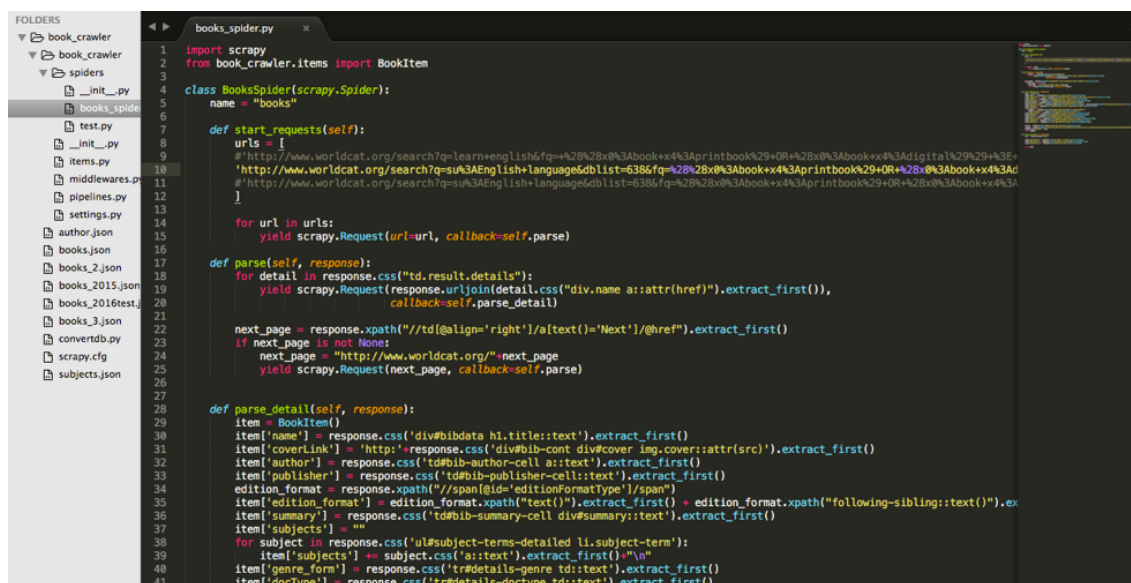 FOLDERS
book_crawler
book_crawler
spiders
__init__.py
books_spide
test.py
__init__.py
items.py
middlewares.py
pipelines.py
settings.py
author.json
books.json
books_2.json
books_2015.json
books_2016test.j
books_3.json
convertdb.py
scrapy.cfg
subjects.json
books_spider.py ×
1 import scrapy
2 from book_crawler.items import BookItem
3
4 class BooksSpider(scrapy.Spider):
5 name = "books"
6
7 def start_requests(self):
8 urls = [
9 #'http://www.worldcat.org/search?q=learn+english&fq=+%28%28x0%3Abook+x4%3Aprintbook%29+OR+%28x0%3Abook+x4%3Adigital%29%29+%3E+
10 'http://www.worldcat.org/search?q=su%3AEnglish+language&dblist=638&fq=%28%28x0%3Abook+x4%3Aprintbook%29+OR+%28x0%3Abook+x4%3Ad
11 #'http://www.worldcat.org/search?q=su%3AEnglish+language&dblist=638&fq=%28%28x0%3Abook+x4%3Aprintbook%29+OR+%28x0%3Abook+x4%3A
12 ]
13
14 for url in urls:
15 yield scrapy.Request(url=url, callback=self.parse)
16
17 def parse(self, response):
18 for detail in response.css("td.result.details"):
19 yield scrapy.Request(response.urljoin(detail.css("div.name a::attr(href)").extract_first()),
20 callback=self.parse_detail)
21
22 next_page = response.xpath("//td[@align='right']/a[text()='Next']/@href").extract_first()
23 if next_page is not None:
24 next_page = "http://www.worldcat.org/"+next_page
25 yield scrapy.Request(next_page, callback=self.parse)
26
27
28 def parse_detail(self, response):
29 item = BookItem()
30 item['name'] = response.css('div#bibdata h1.title::text').extract_first()
31 item['coverLink'] = 'http:'+response.css('div#bib-cont div#cover img.cover::attr(src)').extract_first()
32 item['author'] = response.css('td#bib-author-cell a::text').extract_first()
33 item['publisher'] = response.css('td#bib-publisher-cell::text').extract_first()
34 edition_format = response.xpath("//span[@id='editionFormatType']/span")
35 item['edition_format'] = edition_format.xpath("text()").extract_first() + edition_format.xpath("following-sibling::text()").ex
36 item['summary'] = response.css('td#bib-summary-cell div#summary::text').extract_first()
37 item['subjects'] = ""
38 for subject in response.css('ul#subject-terms-detailed li.subject-term'):
39 item['subjects'] += subject.css('a::text').extract_first()+"\n"
40 item['genre_form'] = response.css('tr#details-genre td::text').extract_first()
41 item['docType'] = response.css('tr#details-doctype td::text').extract_first()